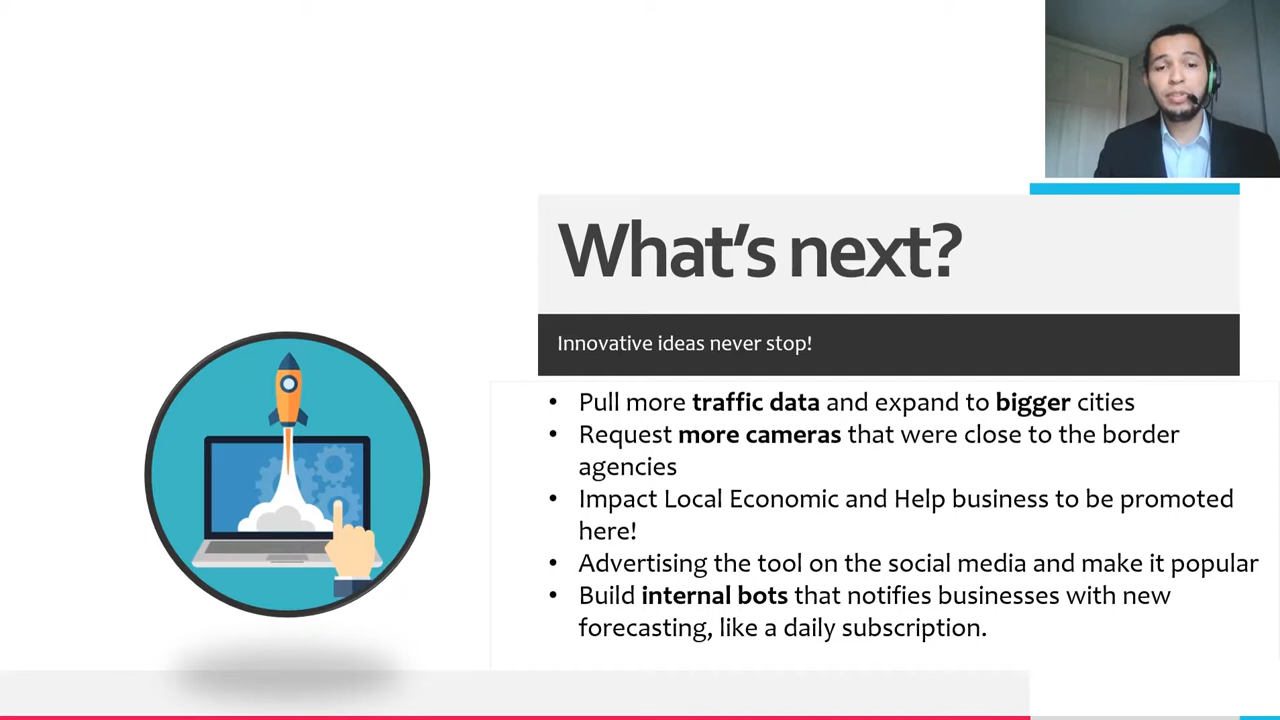 What's next?
Innovative ideas never stop!
• Pull more traffic data and expand to bigger cities
• Request more cameras that were close to the border
agencies
• Impact Local Economic and Help business to be promoted
here!
• Advertising the tool on the social media and make it popular
• Build internal bots that notifies businesses with new
forecasting, like a daily subscription.